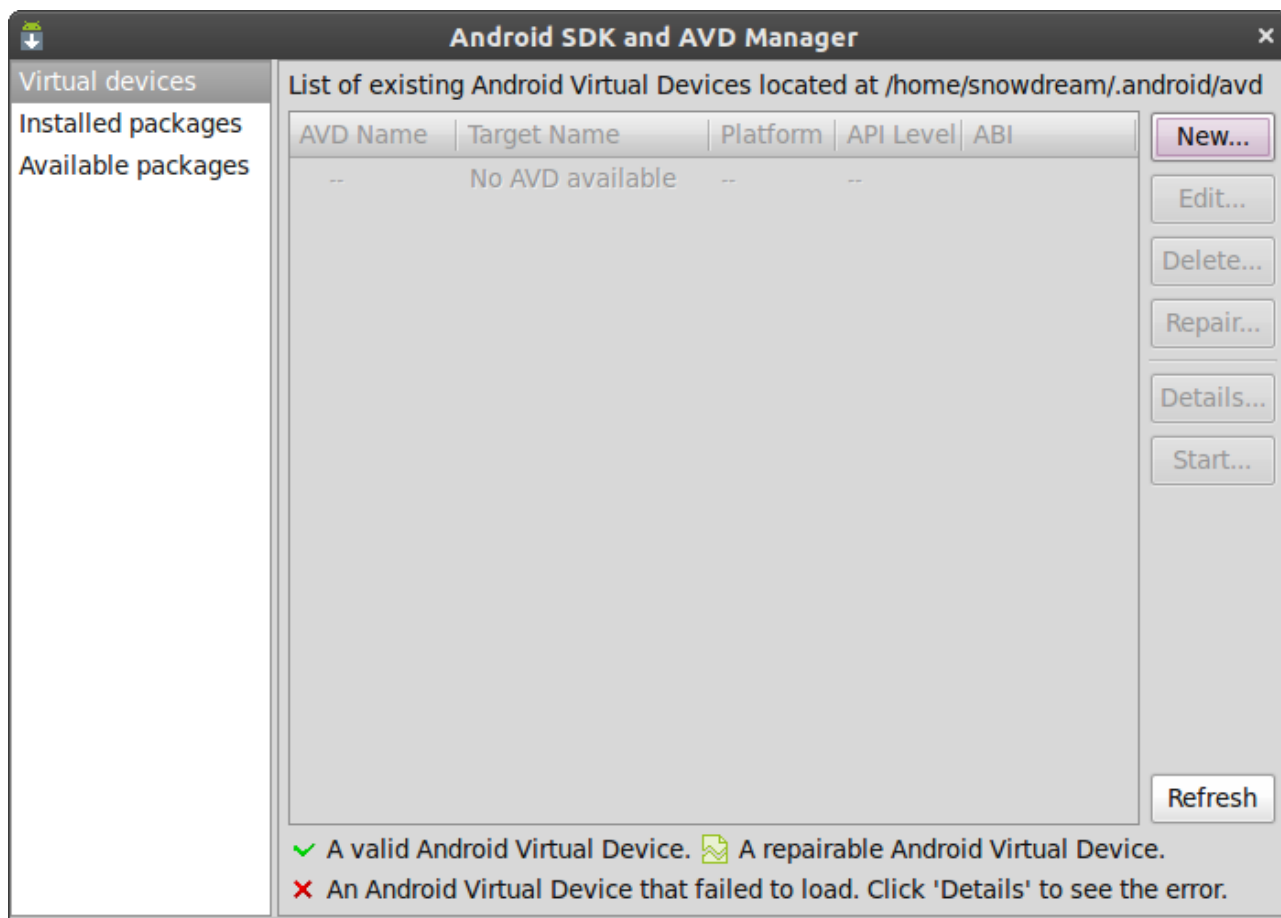 Android SDK and AVD Manager
×
Virtual devices
Installed packages
Available packages
List of existing Android Virtual Devices located at /home/snowdream/.android/avd
AVD Name Target Name Platform API Level ABI
-- No AVD available -- --
New...
Edit...
Delete...
Repair...
Details...
Start...
Refresh
A valid Android Virtual Device. A repairable Android Virtual Device.
An Android Virtual Device that failed to load. Click 'Details' to see the error.